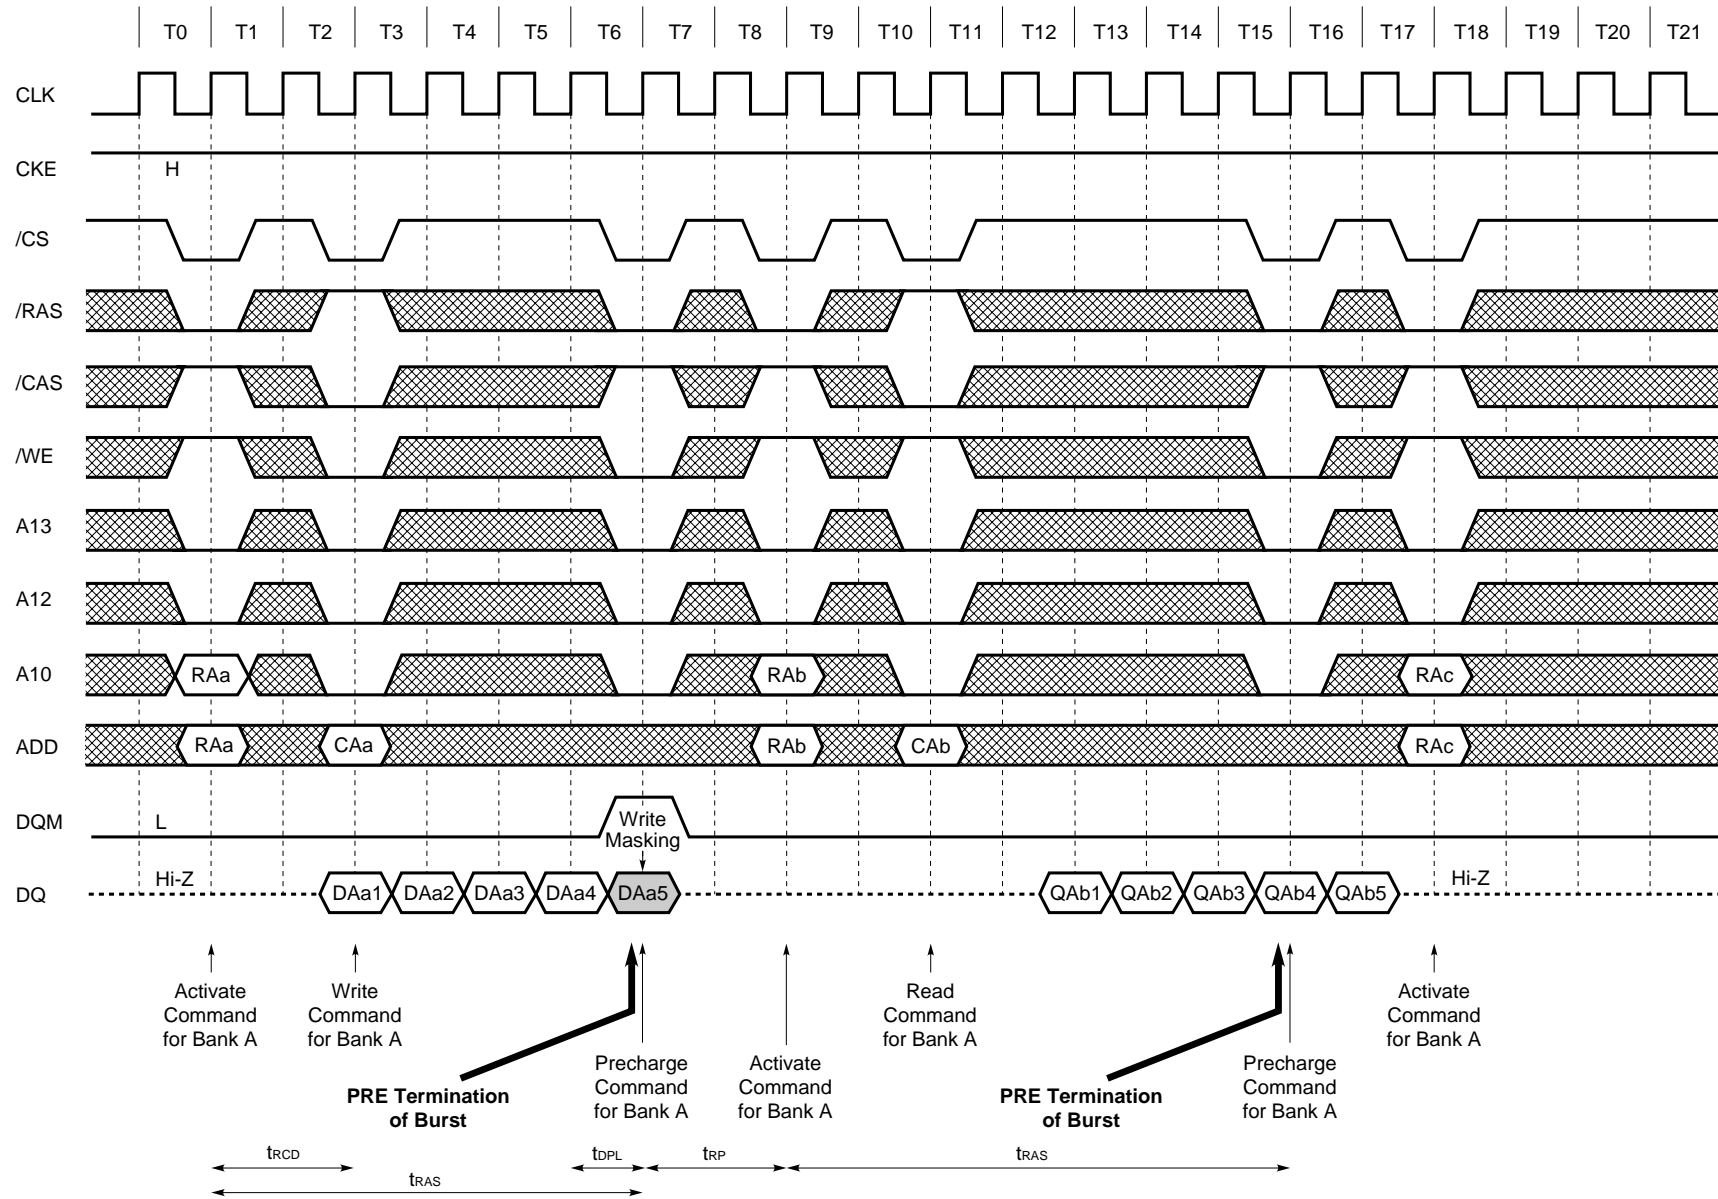 T0 T1 T2 T3 T4 T5 T6 T7 T8 T9 T10 T11 T12 T13 T14 T15 T16 T17 T18 T19 T20 T21
CLK
CKE
H
/CS
/RAS
/CAS
/WE
A13
A12
A10 RAa RAb RAc
ADD RAa CAa RAb CAb RAc
DQM L Write
Masking
Hi-Z Hi-Z
DQ DAa1 DAa2 DAa3 DAa4 DAa5 QAb1 QAb2 QAb3 QAb4 QAb5
Activate
Command
for Bank A
Write
Command
for Bank A
PRE Termination
of Burst
Precharge
Command
for Bank A
Activate
Command
for Bank A
Read
Command
for Bank A
PRE Termination
of Burst
Precharge
Command
for Bank A
Activate
Command
for Bank A
tRCD tDPL tRP tRAS
tRAS